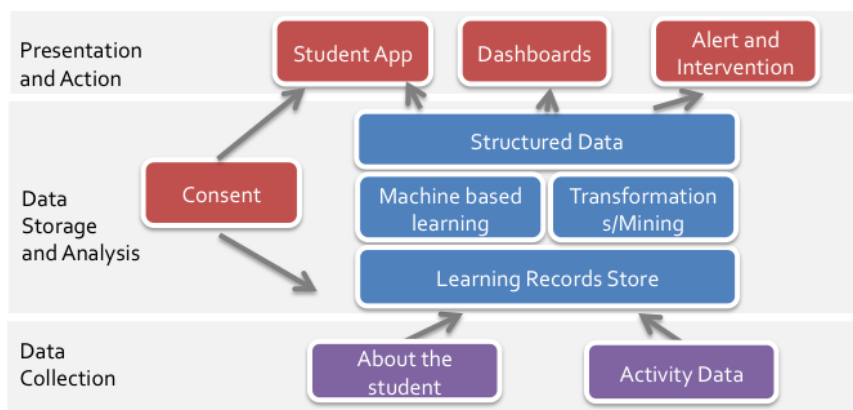 Presentation
and Action
Student App
Dashboards
Alert and
Intervention
Data
Storage
and Analysis
Consent
Structured Data
Machine based
learning
Transformation
s/Mining
Learning Records Store
Data
Collection
About the
student
Activity Data